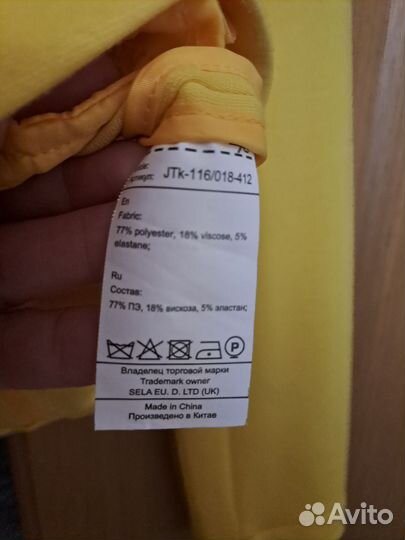 JTk-116/018-412
En
Fabric:
77% polyester, 18% viscose, 5%
elastane;
Ru
Состав:
77% ПЭ, 18% вискоза, 5% эластан;
P
Владелец торговой марки
Trademark owner
SELA EU. D. LTD (UK)
Made in China
Произведено в Китае
Avito